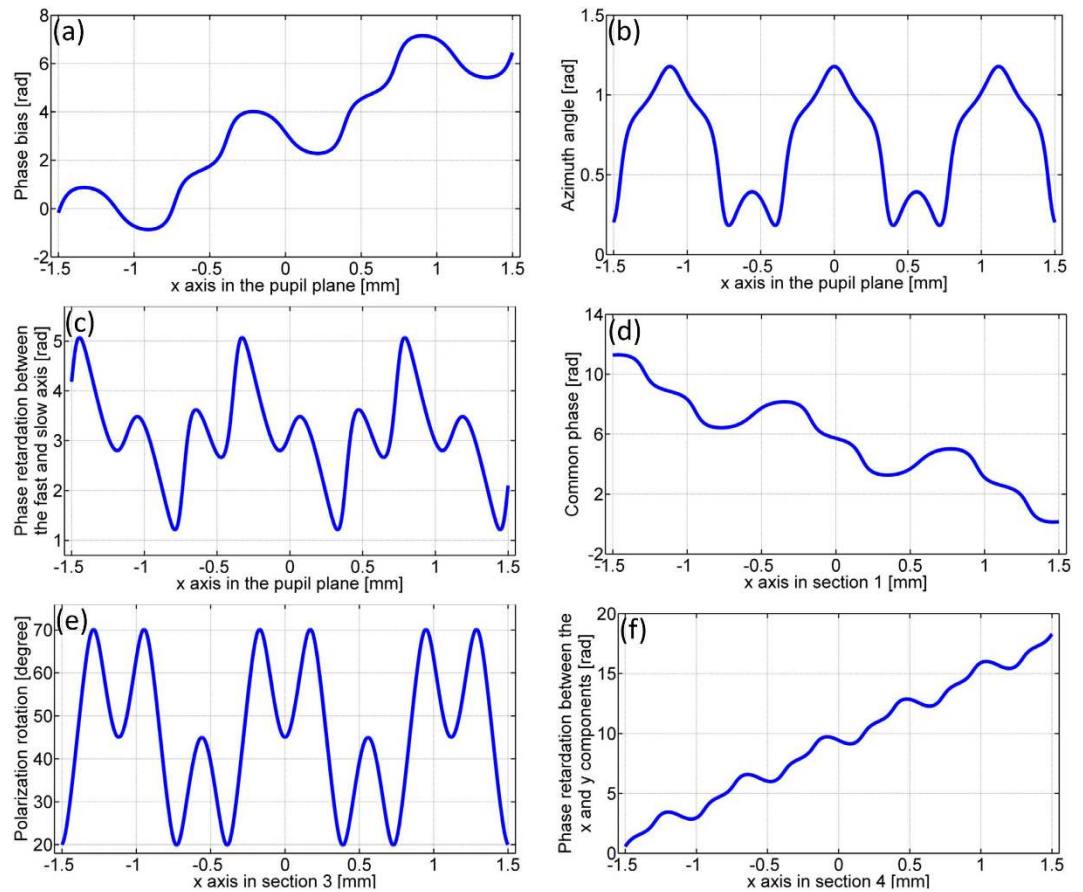 (a)
Phase bias [rad]
8
6
4
2
0
-2
-1.5 -1 -0.5 0 0.5 1 1.5
x axis in the pupil plane [mm]
(b)
Azimuth angle [rad]
1
0.5
0
-1.5 -1 -0.5 0 0.5 1 1.5
x axis in the pupil plane [mm]
(c)
Phase retardation between
the fast and slow axis [rad]
5
4
3
2
1
-1.5 -1 -0.5 0 0.5 1 1.5
x axis in the pupil plane [mm]
(d)
Common phase [rad]
14
10
6
2
-2
-1.5 -1 -0.5 0 0.5 1 1.5
x axis in section 1 [mm]
(e)
Polarization rotation [degree]
70
60
50
40
30
20
-1.5 -1 -0.5 0 0.5 1 1.5
x axis in section 3 [mm]
(f)
Phase retardation between the
x and y components [rad]
20
15
10
5
0
-1.5 -1 -0.5 0 0.5 1 1.5
x axis in section 4 [mm]